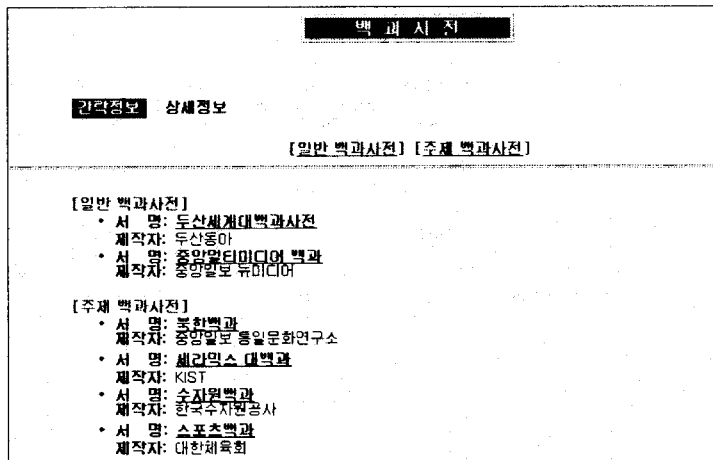 백 과 사 전
간략정보 상세정보
[일반 백과사전] [주제 백과사전]
[일반 백과사전]
• 서 명: 두산세계대백과사전
제작자: 두산동아
• 서 명: 중앙멀티미디어 백과
제작자: 중앙일보 뉴미디어
[주제 백과사전]
• 서 명: 북한백과
제작자: 중앙일보 통일문화연구소
• 서 명: 세라믹스 대백과
제작자: KIST
• 서 명: 수자원백과
제작자: 한국수자원공사
• 서 명: 스포츠백과
제작자: 대한체육회